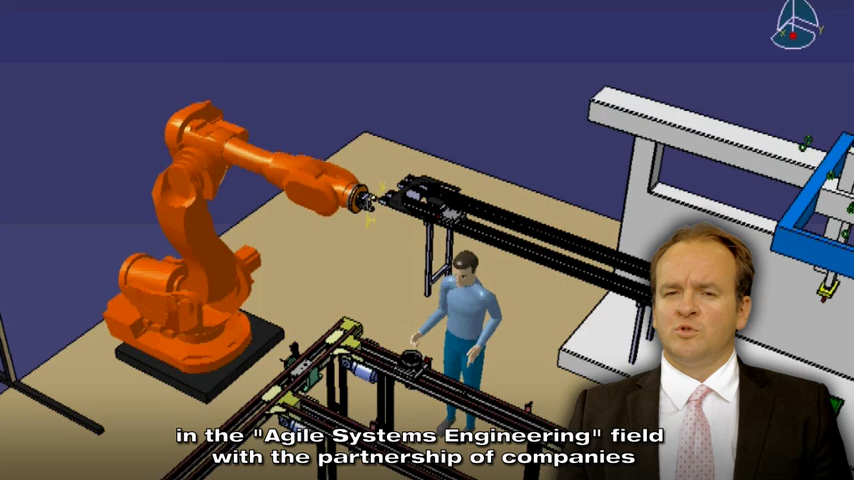 in the "Agile Systems Engineering" field
with the partnership of companies